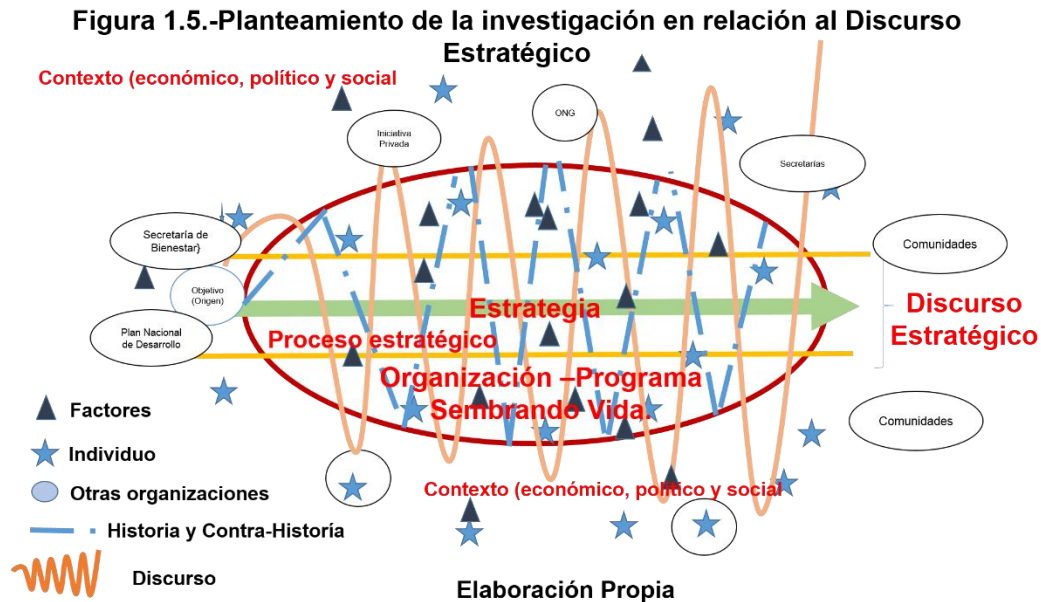 Figura 1.5.-Planteamiento de la investigación en relación al Discurso
Estratégico
Contexto (económico, político y social
ONG
Iniciativa
Privada
Secretarías
Secretaría de
Bienestar}
Comunidades
Objetivo
(Origen)
Estrategia
Discurso
Estratégico
Plan Nacional
de Desarrollo
Proceso estratégico
Organización –Programa
Sembrando Vida.
Factores
Comunidades
Individuo
Otras organizaciones
Contexto (económico, político y social
Historia y Contra-Historía
Discurso
Elaboración Propia